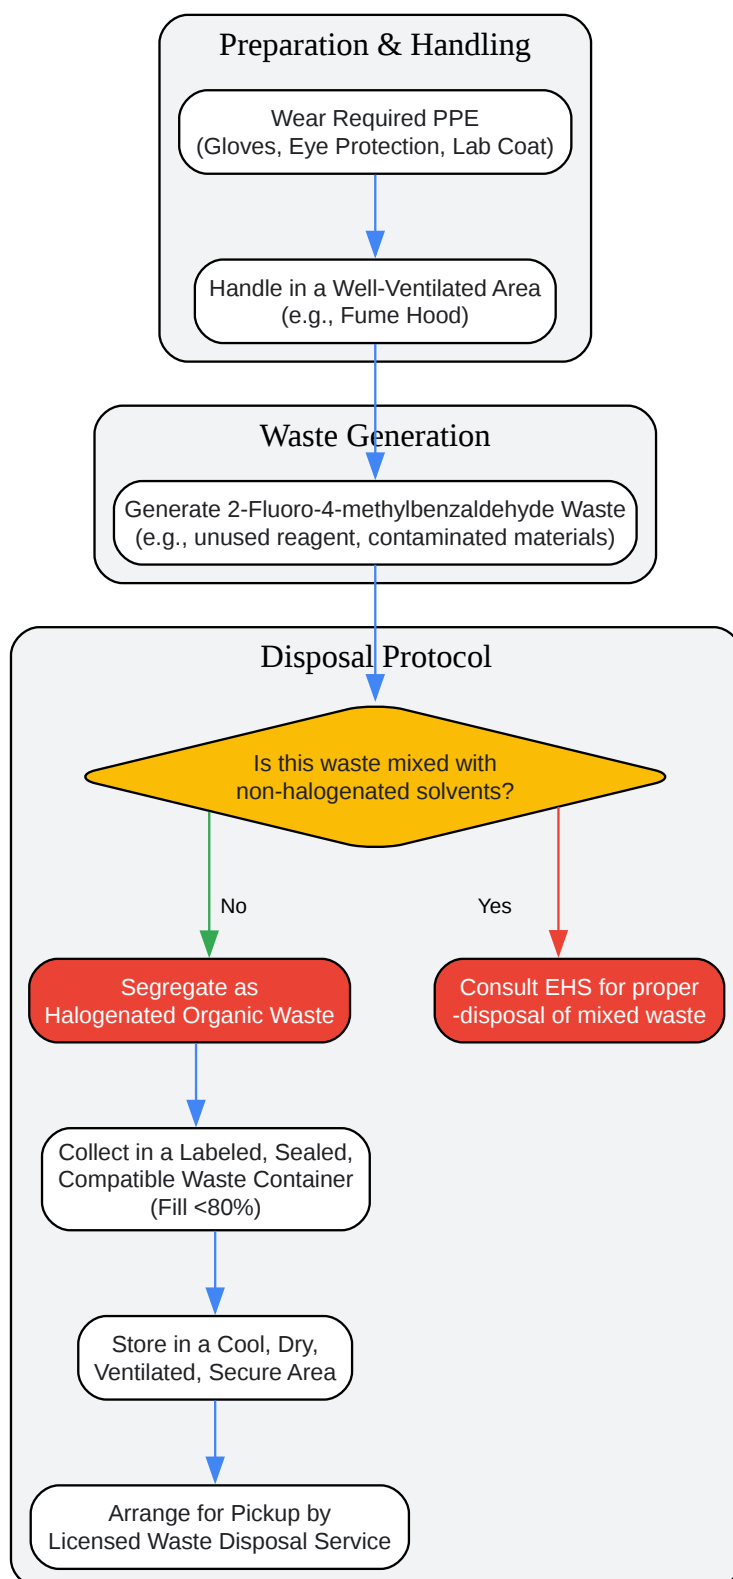 Preparation & Handling
Wear Required PPE
(Gloves, Eye Protection, Lab Coat)
Handle in a Well-Ventilated Area
(e.g., Fume Hood)
Waste Generation
Generate 2-Fluoro-4-methylbenzaldehyde Waste
(e.g., unused reagent, contaminated materials)
Disposal Protocol
Is this waste mixed with
non-halogenated solvents?
No
Yes
Segregate as
Halogenated Organic Waste
Consult EHS for proper
-disposal of mixed waste
Collect in a Labeled, Sealed,
Compatible Waste Container
(Fill <80%)
Store in a Cool, Dry,
Ventilated, Secure Area
Arrange for Pickup by
Licensed Waste Disposal Service